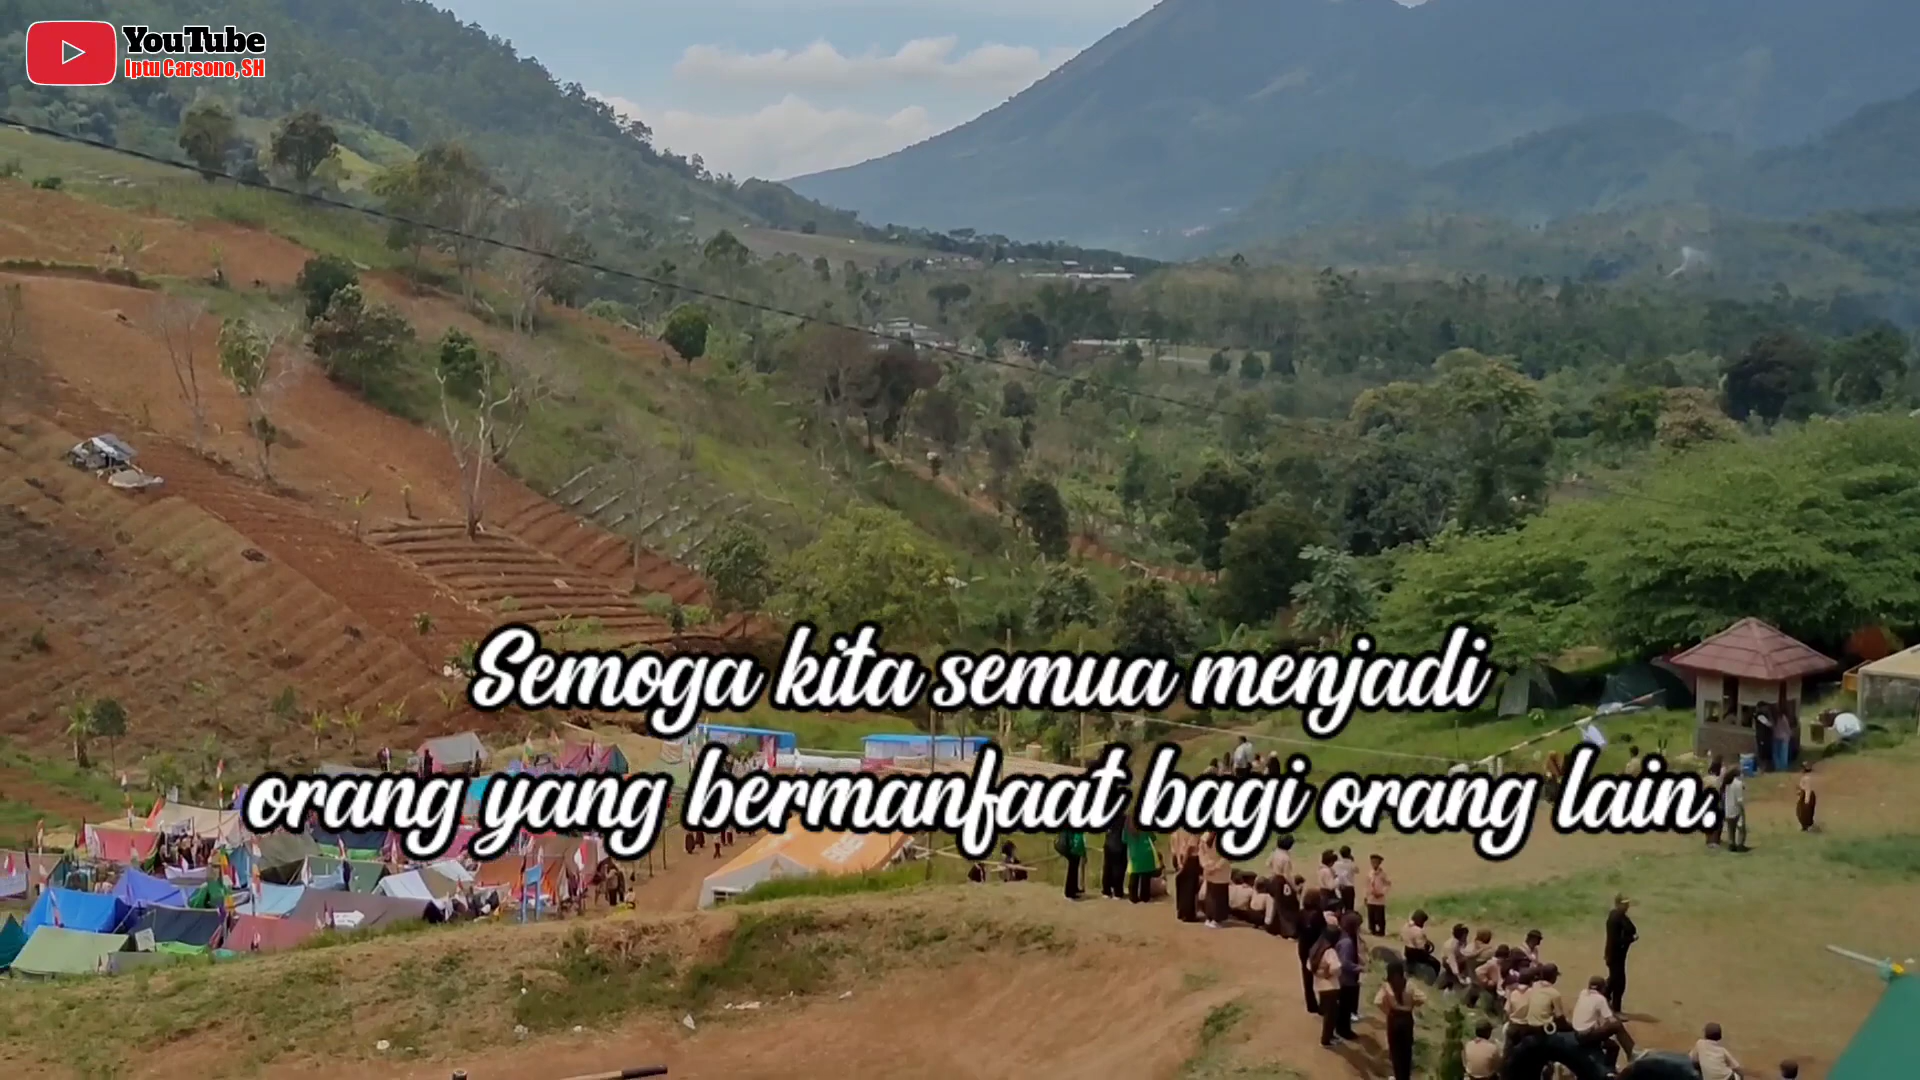 YouTube
Iptu Carsono, SH
Semoga kita semua menjadi
orang yang bermanfaat bagi orang lain.